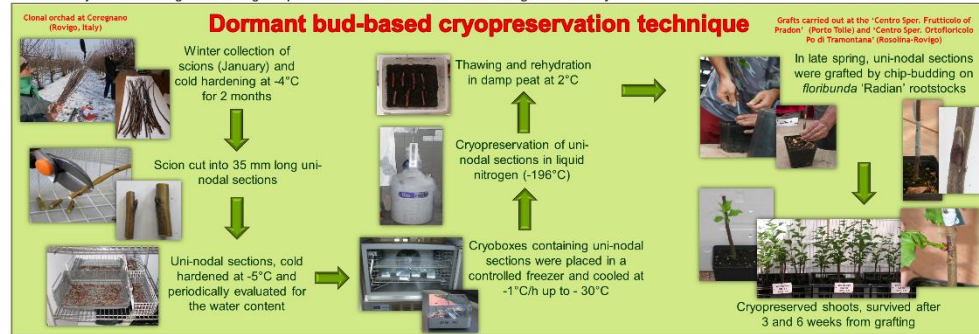 Dormant bud-based cryopreservation technique
Clonal orchad at Ceregnano
(Rovigo, Italy)
Winter collection of
scions (January) and
cold hardening at -4°C
for 2 months
Scion cut into 35 mm long uni-
nodal sections
Uni-nodal sections, cold
hardened at -5°C and
periodically evaluated for
the water content
Cryoboxes containing uni-nodal
sections were placed in a
controlled freezer and cooled at
-1°C/h up to - 30°C
Cryopreservation of uni-
nodal sections in liquid
nitrogen (-196°C)
Thawing and rehydration
in damp peat at 2°C
Grafts carried out at the 'Centro Sper. Frutticolo of
Pradon' (Porto Tolle) and 'Centro Sper. Ortofloricolo
Po di Tramontana' (Rosolina-Rovigo)
In late spring, uni-nodal sections
were grafted by chip-budding on
floribunda 'Radian' rootstocks
Cryopreserved shoots, survived after
3 and 6 weeks from grafting